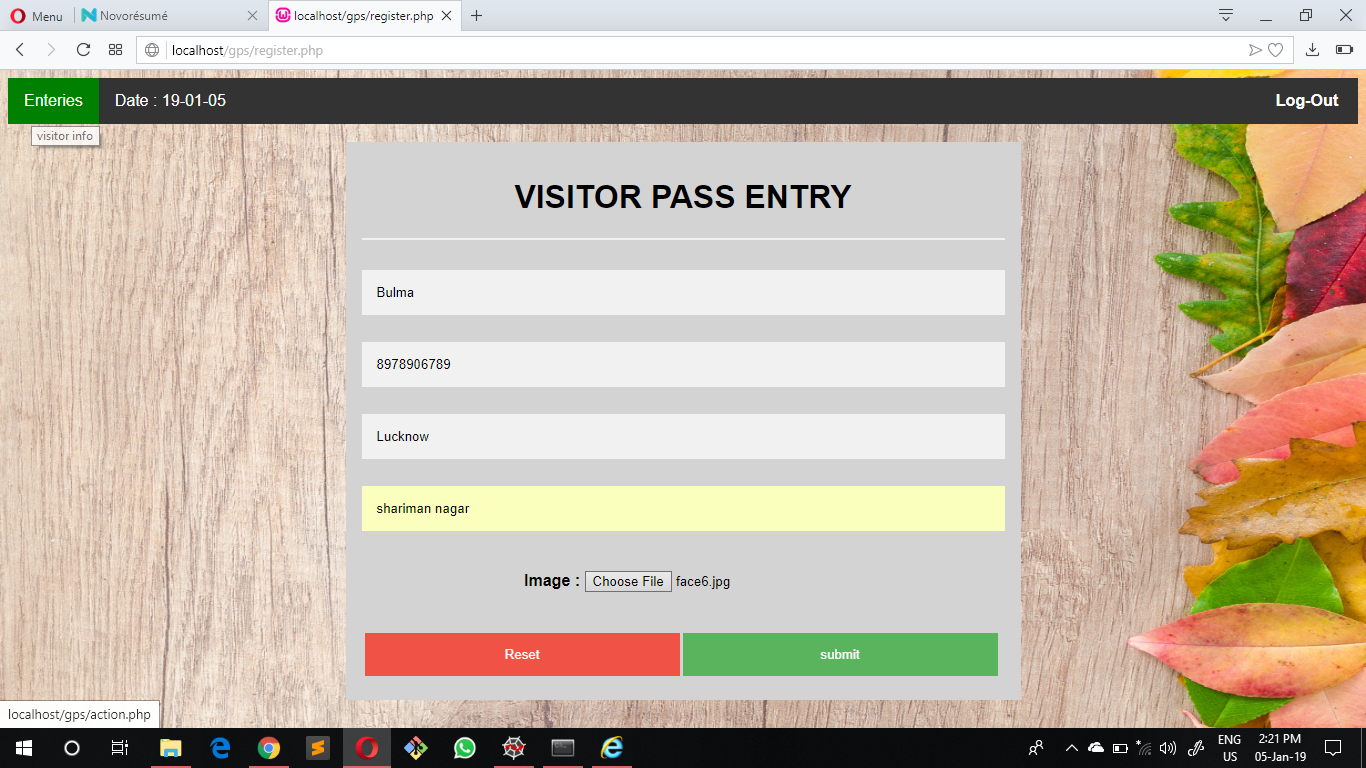 Menu
Novorésumé
localhost/gps/register.php
localhost/gps/register.php
Enteries
Date : 19-01-05
Log-Out
visitor info
VISITOR PASS ENTRY
Bulma
8978906789
Lucknow
shariman nagar
Image : Choose File face6.jpg
Reset
submit
localhost/gps/action.php
ENG
US
2:21 PM
05-Jan-19